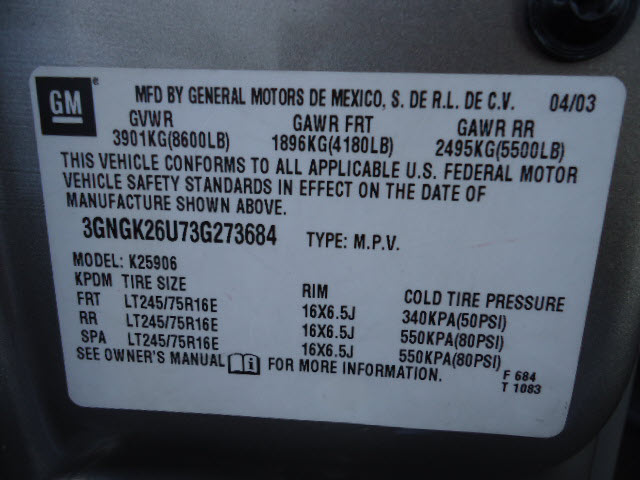 GM ®
MFD BY GENERAL MOTORS DE MEXICO, S. DE R.L. DE C.V. 04/03
GVWR GAWR FRT GAWR RR
3901KG(8600LB) 1896KG(4180LB) 2495KG(5500LB)
THIS VEHICLE CONFORMS TO ALL APPLICABLE U.S. FEDERAL MOTOR
VEHICLE SAFETY STANDARDS IN EFFECT ON THE DATE OF
MANUFACTURE SHOWN ABOVE.
3GNGK26U73G273684 TYPE: M.P.V.
MODEL: K25906
KPDM TIRE SIZE RIM COLD TIRE PRESSURE
FRT LT245/75R16E 16X6.5J 340KPA(50PSI)
RR LT245/75R16E 16X6.5J 550KPA(80PSI)
SPA LT245/75R16E 16X6.5J 550KPA(80PSI)
SEE OWNER'S MANUAL FOR MORE INFORMATION.
F 684
T 1083